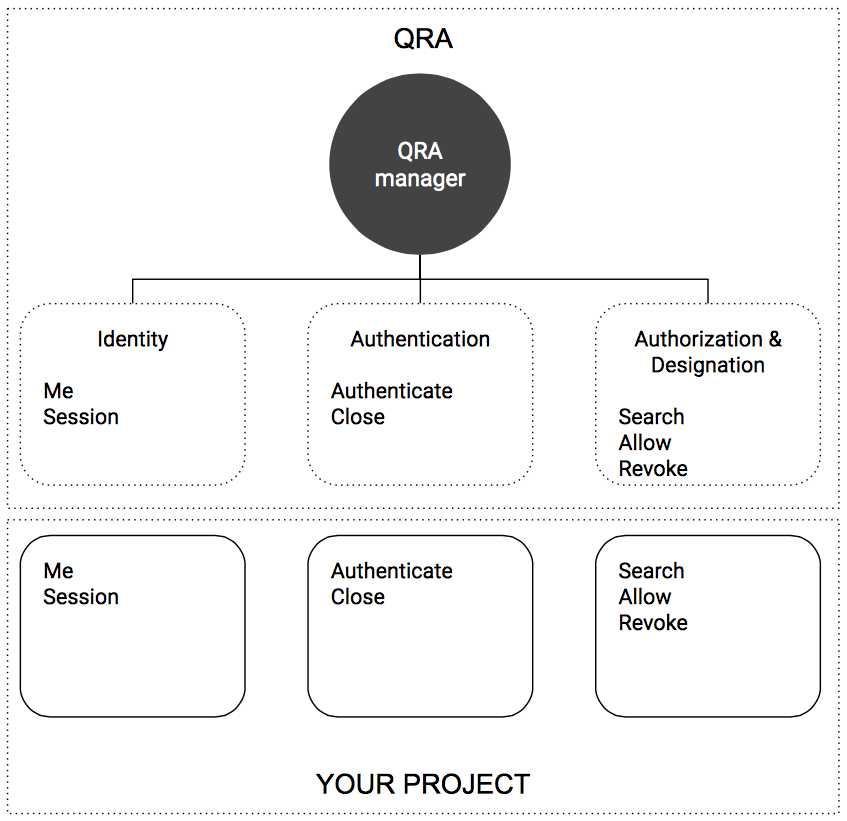 QRA
QRA
manager
Identity
Me
Session
Authentication
Authenticate
Close
Authorization &
Designation
Search
Allow
Revoke
Me
Session
Authenticate
Close
Search
Allow
Revoke
YOUR PROJECT